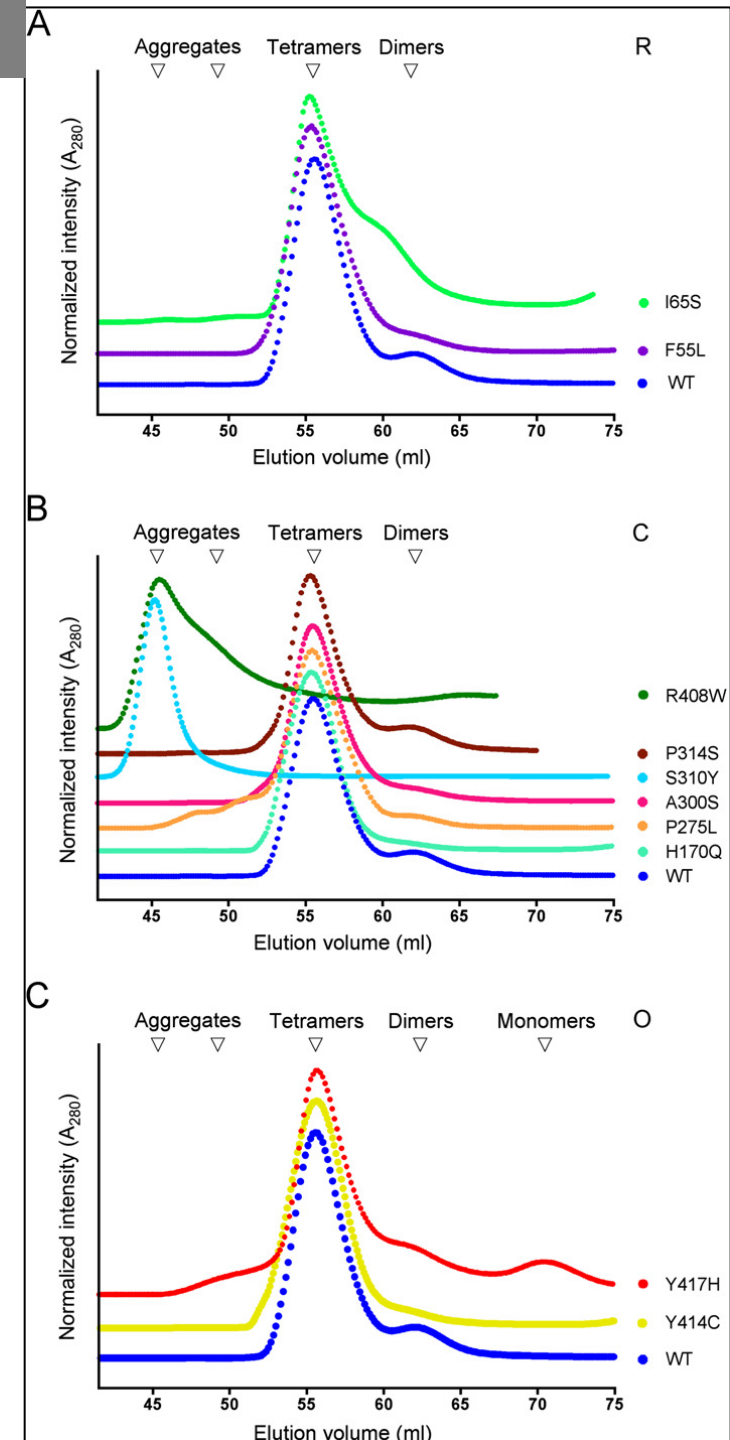 A
Aggregates Tetramers Dimers R
Normalized intensity (A280)
I65S
F55L
WT
45 50 55 60 65 70 75
Elution volume (ml)
B
Aggregates Tetramers Dimers C
Normalized intensity (A280)
R408W
P314S
S310Y
A300S
P275L
H170Q
WT
45 50 55 60 65 70 75
Elution volume (ml)
C
Aggregates Tetramers Dimers Monomers O
Normalized intensity (A280)
Y417H
Y414C
WT
45 50 55 60 65 70 75
Elution volume (ml)